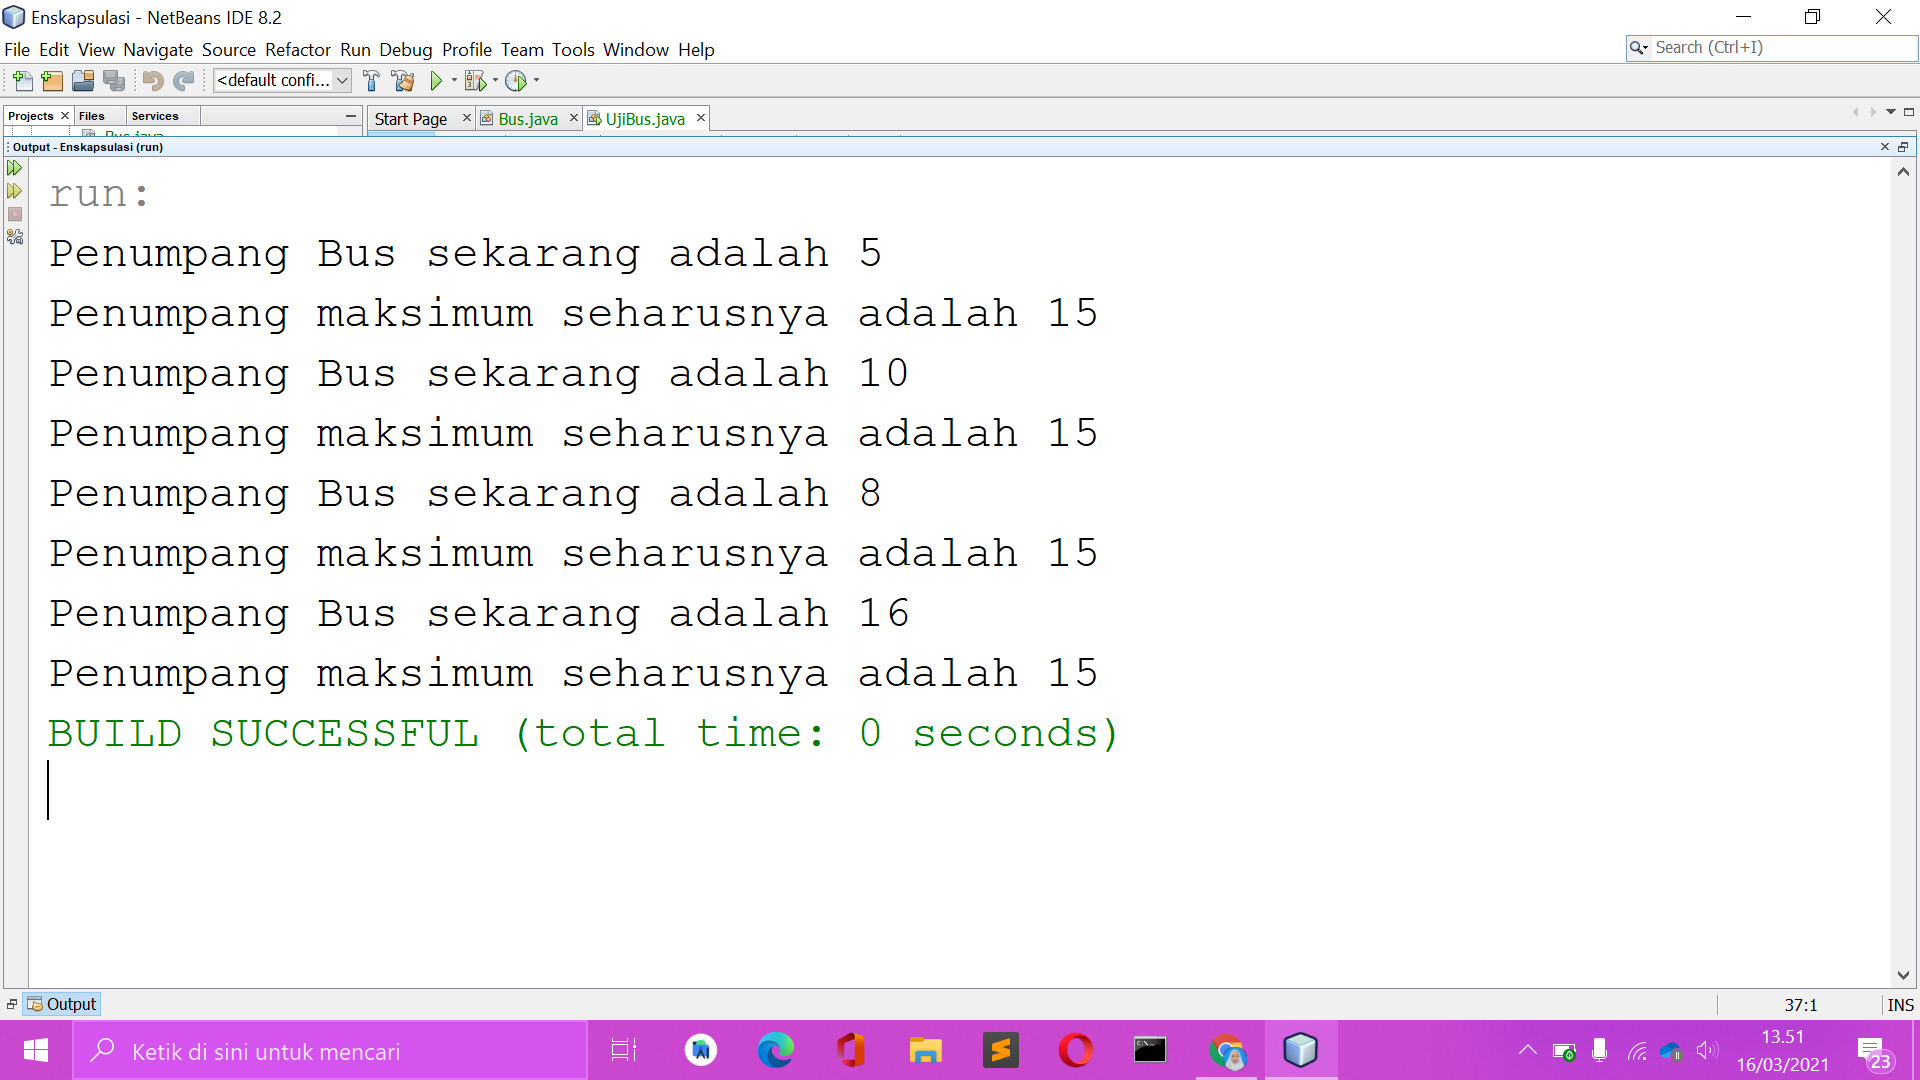 Enskapsulasi - NetBeans IDE 8.2
File Edit View Navigate Source Refactor Run Debug Profile Team Tools Window Help
Search (Ctrl+I)
<default confi...
Projects Files Services
Start Page Bus.java UjiBus.java
Output - Enskapsulasi (run)
run:
Penumpang Bus sekarang adalah 5
Penumpang maksimum seharusnya adalah 15
Penumpang Bus sekarang adalah 10
Penumpang maksimum seharusnya adalah 15
Penumpang Bus sekarang adalah 8
Penumpang maksimum seharusnya adalah 15
Penumpang Bus sekarang adalah 16
Penumpang maksimum seharusnya adalah 15
BUILD SUCCESSFUL (total time: 0 seconds)
Output
37:1 INS
Ketik di sini untuk mencari
13.51
16/03/2021
23